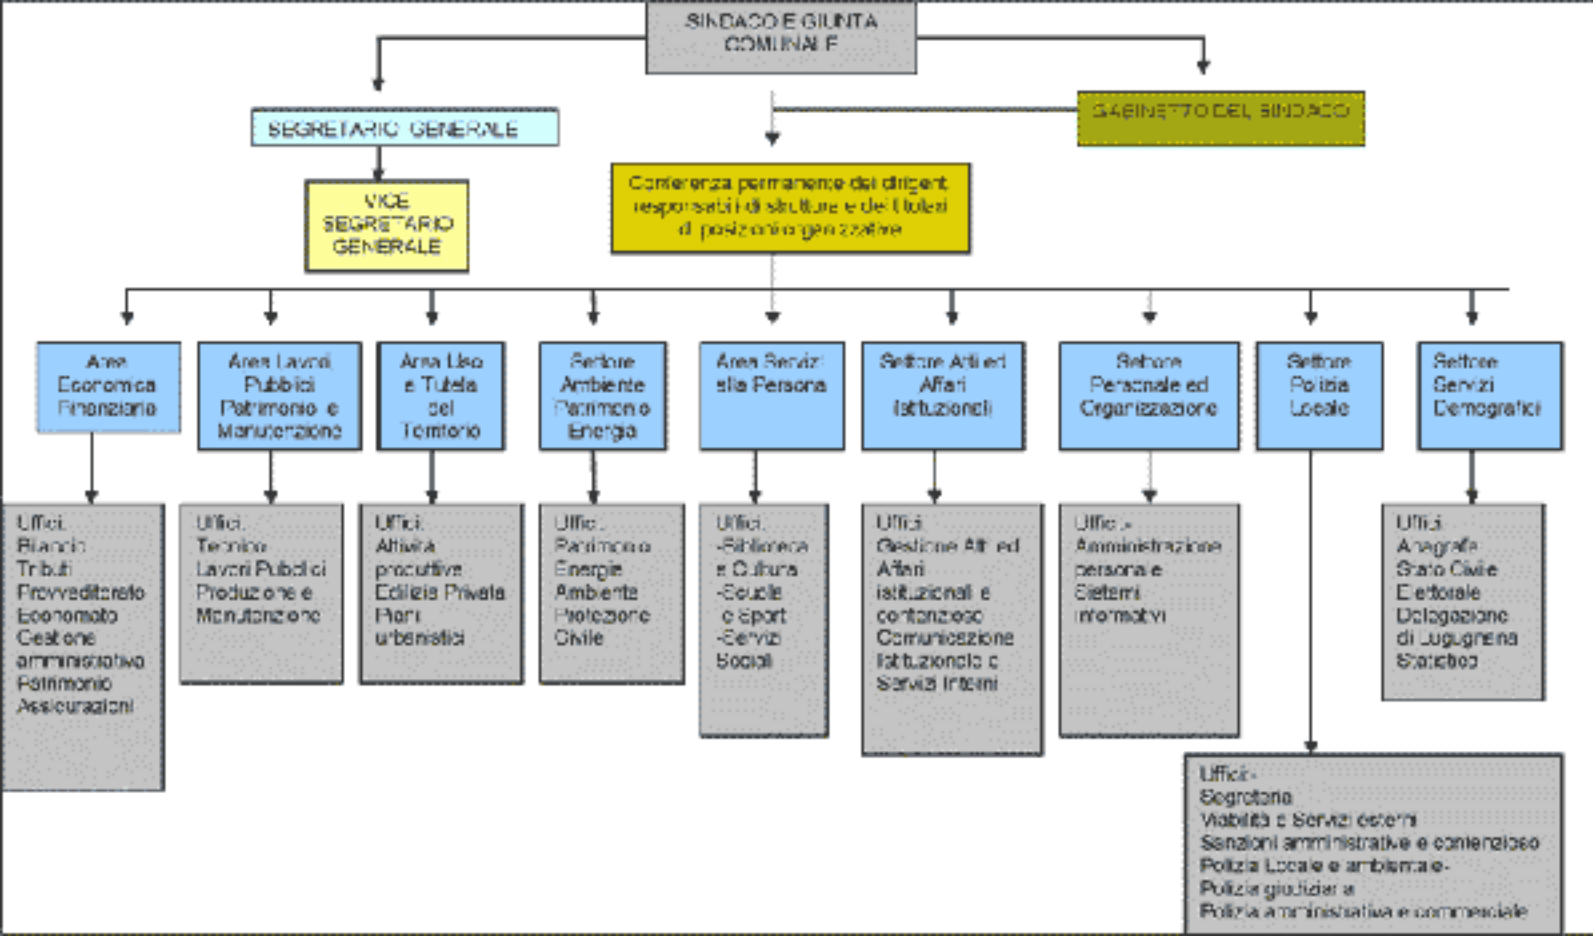 SINDACO E GIUNTA
COMUNALE
SEGRETARIO GENERALE
GABINETTO DEL SINDACO
VICE
SEGRETARIO
GENERALE
Conferenza permanente dei dirigenti
responsabili di strutture e dei titolari
di posizioni organizzative
Area
Economica
Finanziaria
Area Lavori
Pubblici
Patrimonio e
Manutenzione
Area Uso
e Tutela
del
Territorio
Settore
Ambiente
Patrimonio
Energia
Area Servizi
alla Persona
Settore Atti ed
Affari
Istituzionali
Settore
Personale ed
Organizzazione
Settore
Polizia
Locale
Settore
Servizi
Demografici
Uffici:
Bilancio
Tributi
Provveditorato
Economato
Gestione
amministrativa
Patrimonio
Assicurazioni
Uffici:
Tecnico
Lavori Pubblici
Produzione e
Manutenzione
Uffici:
Attività
produttive
Edilizia Privata
Piani
urbanistici
Uffici:
Patrimonio
Energia
Ambiente
Protezione
Civile
Uffici:
-Biblioteca
e Cultura
-Scuola
e Sport
-Servizi
Sociali
Uffici:
Gestione Atti ed
Affari
istituzionali e
contenzioso
Comunicazione
Istituzionale e
Servizi Interni
Uffici:-
Amministrazione
personale
Sistemi
informativi
Uffici:
Anagrafe
Stato Civile
Elettorale
Delegazione
di Lugugnana
Statistica
Uffici:-
Segreteria
Viabilità e Servizi esterni
Sanzioni amministrative e contenzioso
Polizia Locale e ambientale-
Polizia giudiziaria
Polizia amministrativa e commerciale